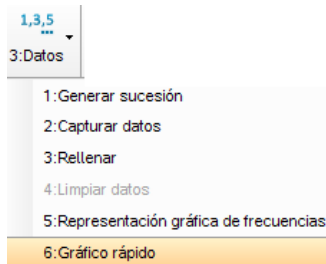 1,3,5
3:Datos
1:Generar sucesión
2:Capturar datos
3:Rellenar
4:Limpiar datos
5:Representación gráfica de frecuencias
6:Gráfico rápido